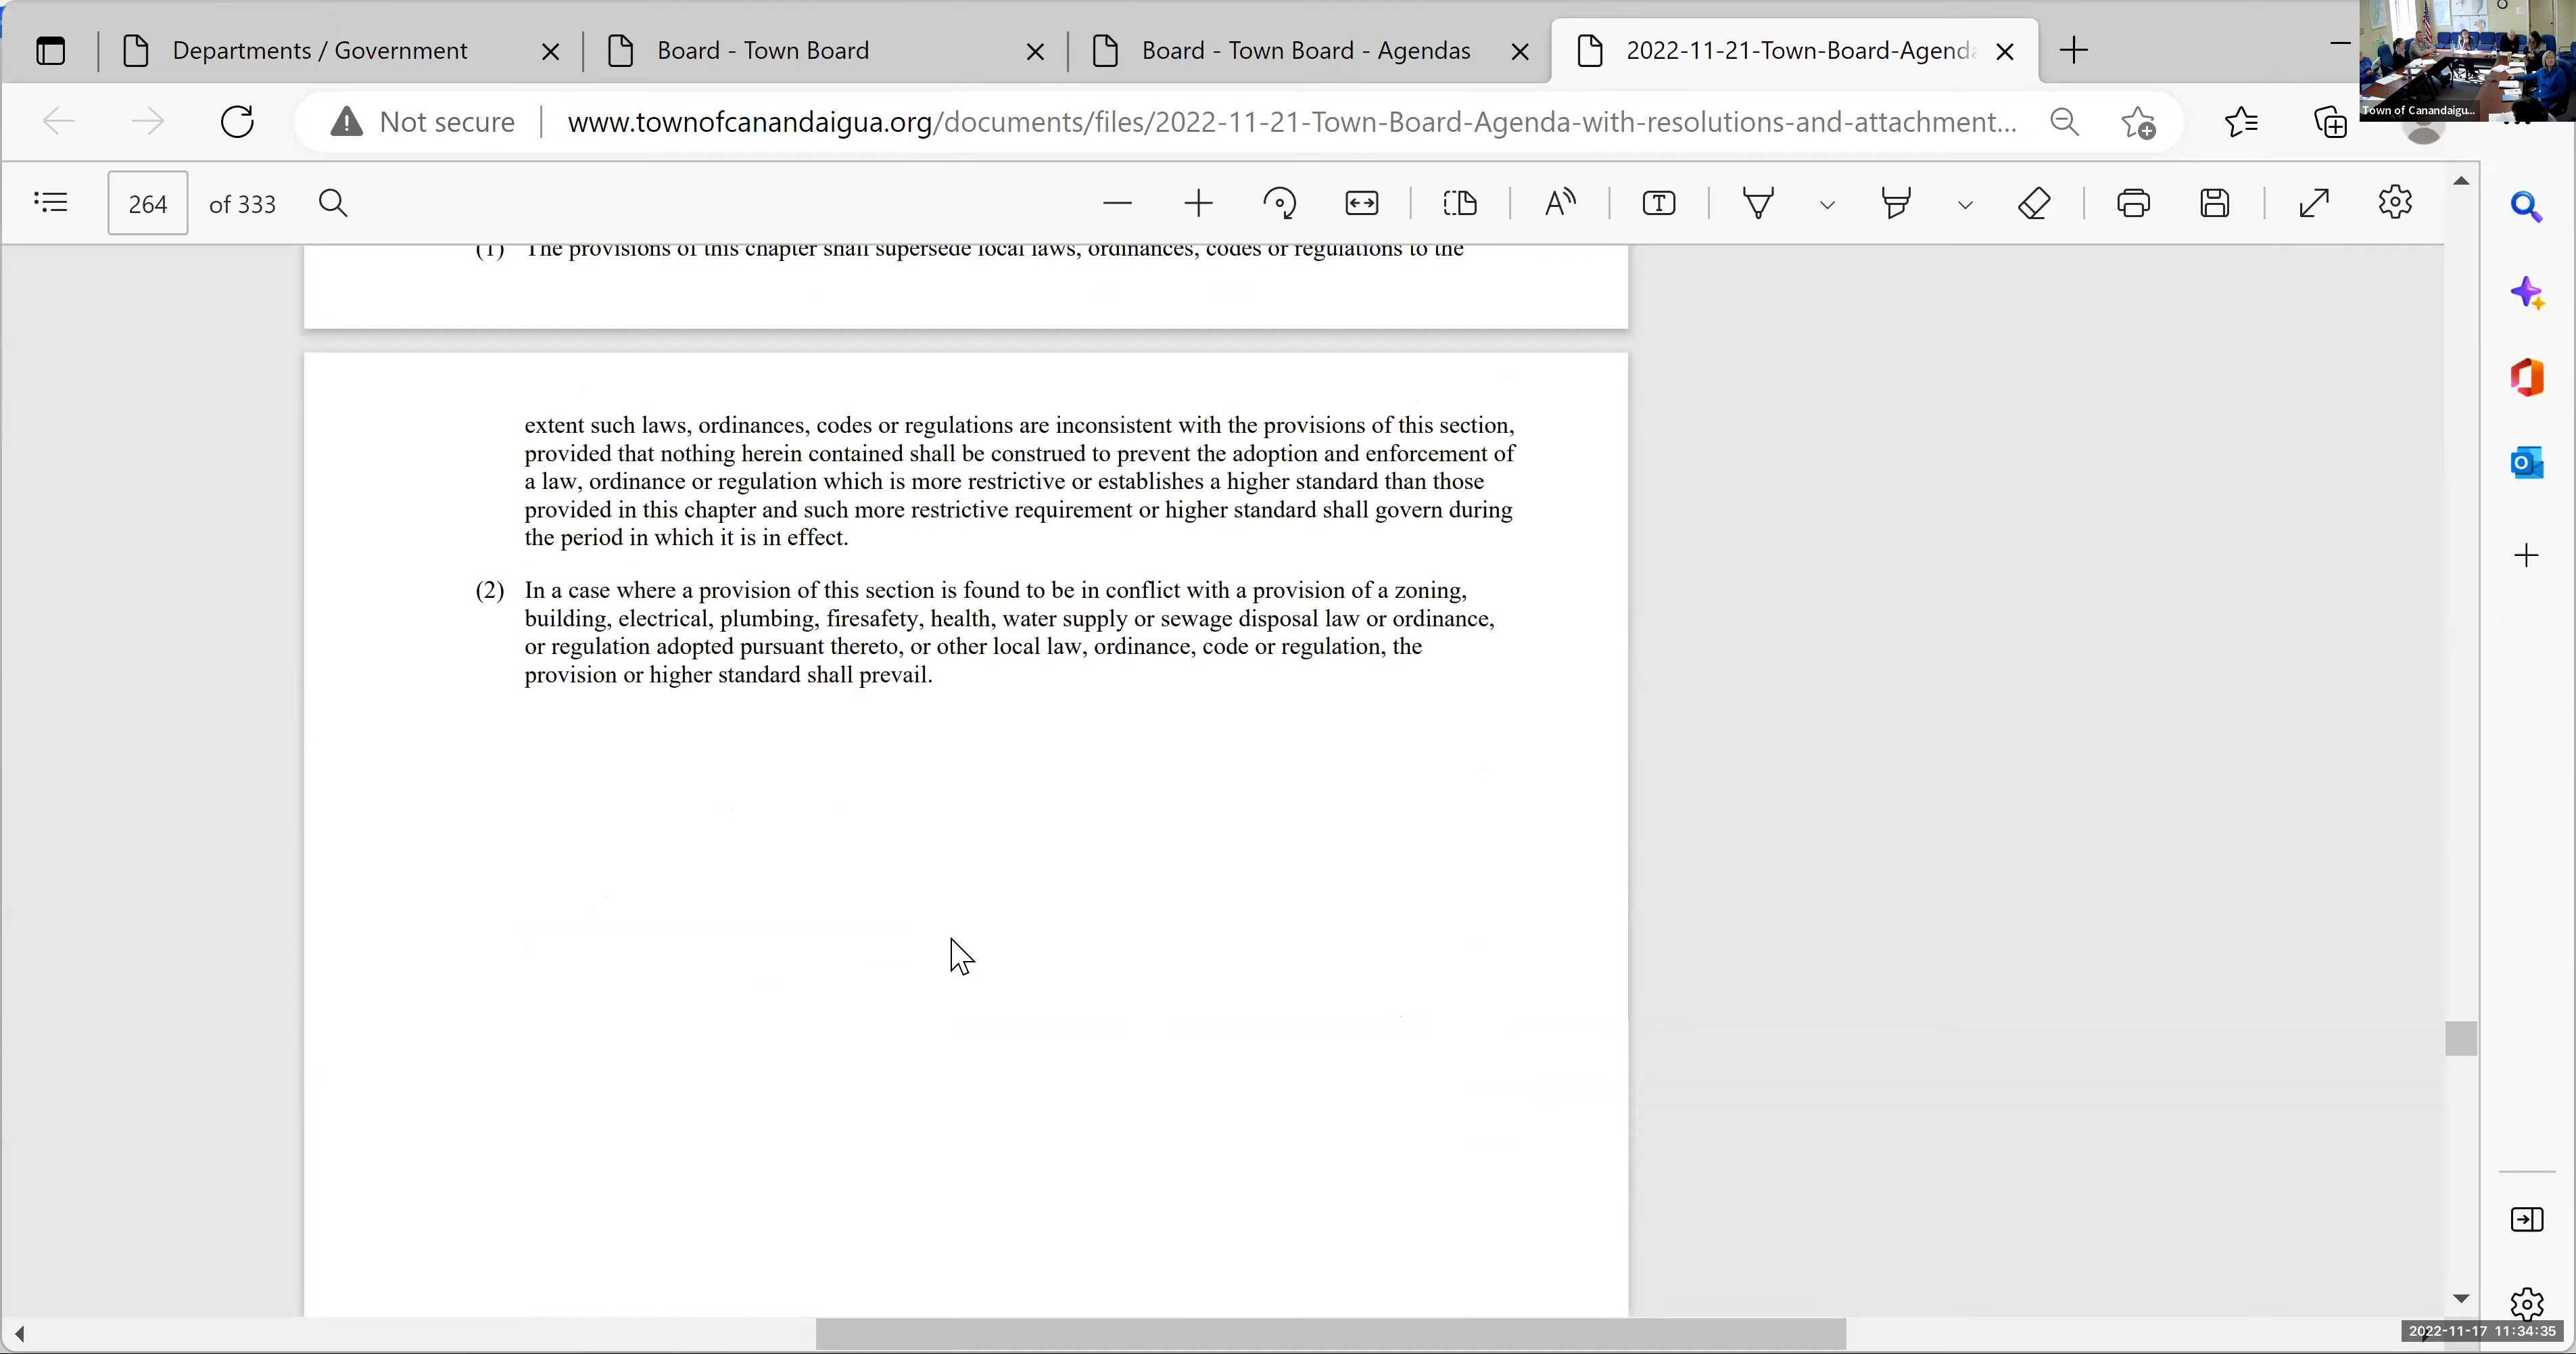 Departments / Government
Board - Town Board
Board - Town Board - Agendas
2022-11-21-Town-Board-Agenda
Town of Canandaigu...
Not secure
www.townofcanandaigua.org/documents/files/2022-11-21-Town-Board-Agenda-with-resolutions-and-attachment...
264 of 333
(1) The provisions of this chapter shall supersede local laws, ordinances, codes or regulations to the
extent such laws, ordinances, codes or regulations are inconsistent with the provisions of this section,
provided that nothing herein contained shall be construed to prevent the adoption and enforcement of
a law, ordinance or regulation which is more restrictive or establishes a higher standard than those
provided in this chapter and such more restrictive requirement or higher standard shall govern during
the period in which it is in effect.
(2) In a case where a provision of this section is found to be in conflict with a provision of a zoning,
building, electrical, plumbing, firesafety, health, water supply or sewage disposal law or ordinance,
or regulation adopted pursuant thereto, or other local law, ordinance, code or regulation, the
provision or higher standard shall prevail.
2022-11-17 11:34:35